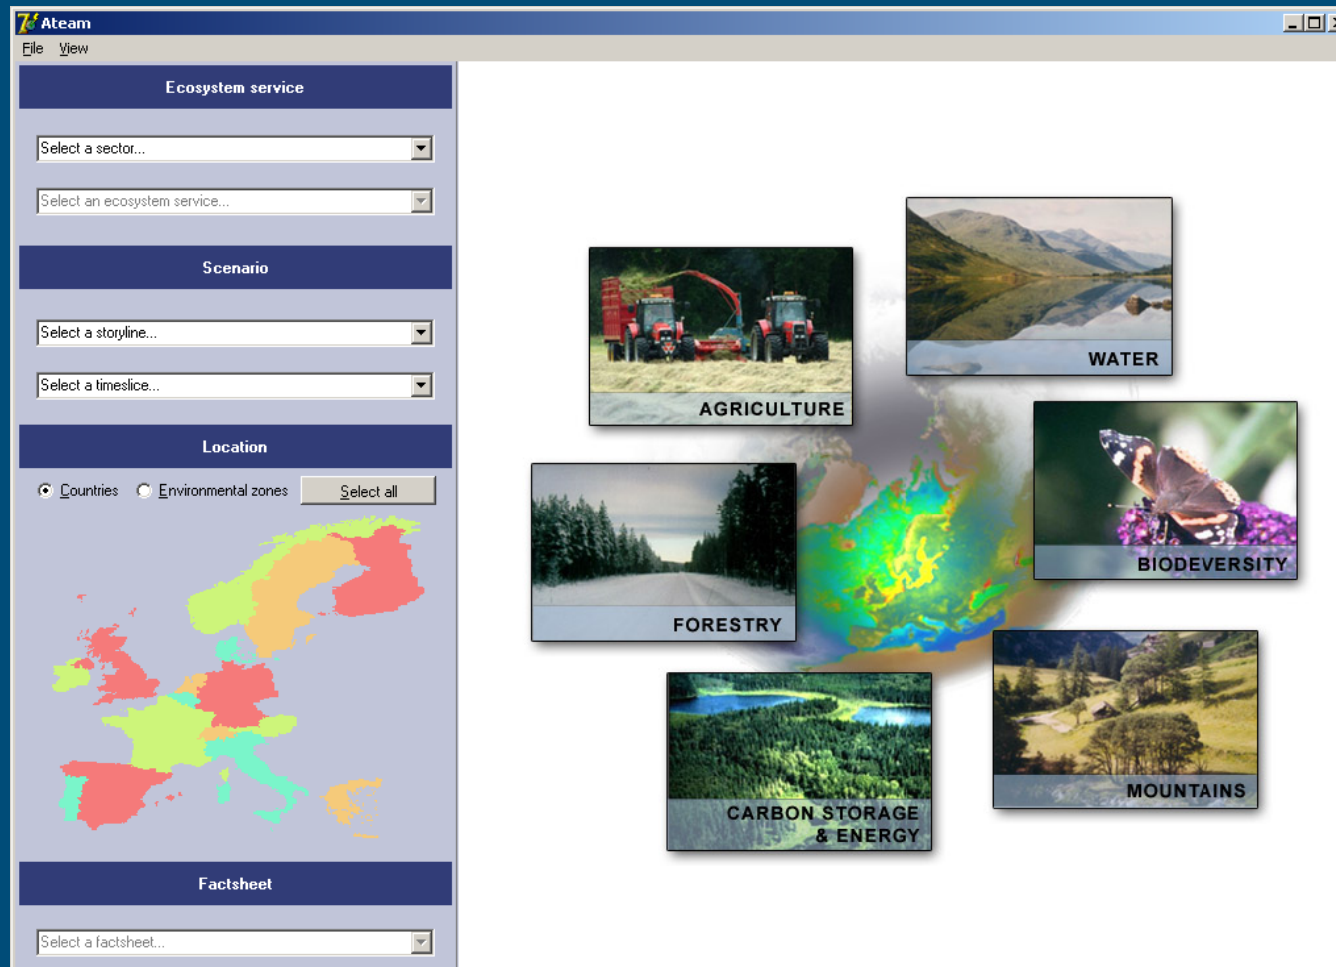 Ateam
File View
Ecosystem service
Select a sector...
Select an ecosystem service...
Scenario
Select a storyline...
Select a timeslice...
Location
Countries Environmental zones Select all
Factsheet
Select a factsheet...
AGRICULTURE
WATER
FORESTRY
BIODEVERSITY
CARBON STORAGE
& ENERGY
MOUNTAINS